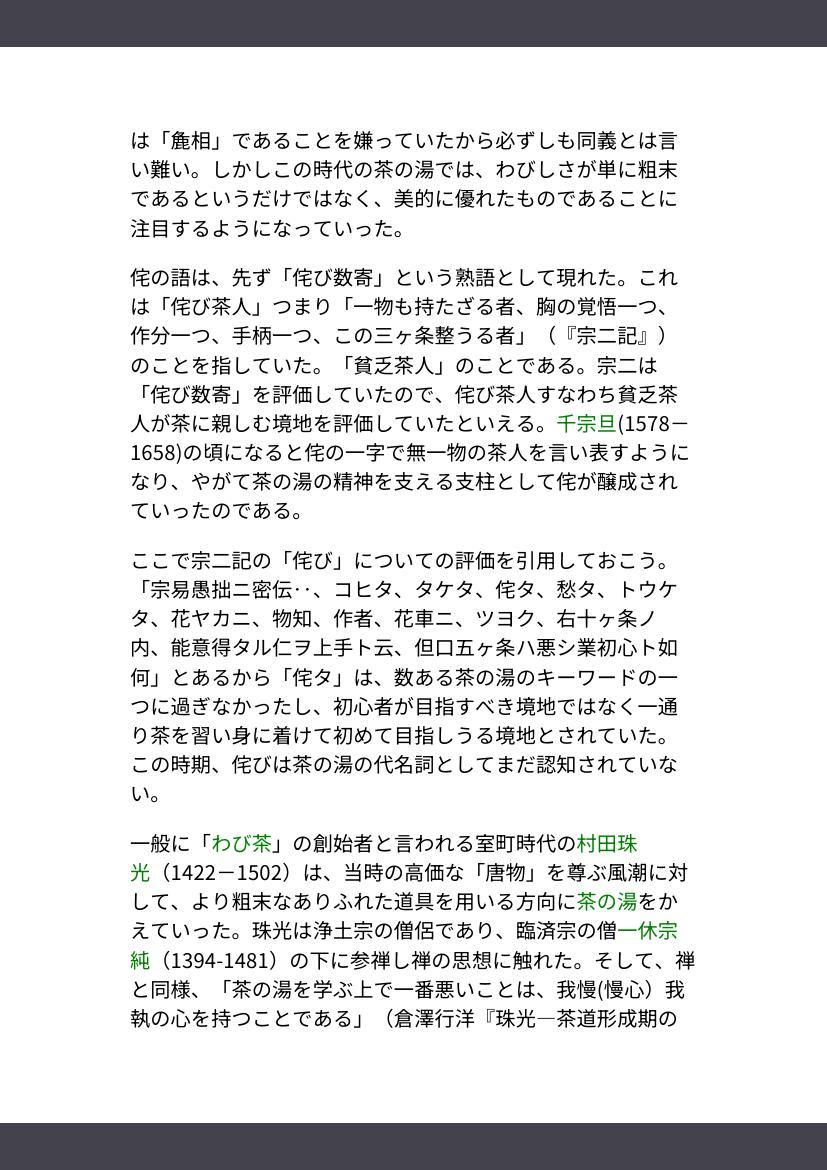 は「麁相」であることを嫌っていたから必ずしも同義とは言
い難い。しかしこの時代の茶の湯では、わびしさが単に粗末
であるというだけではなく、美的に優れたものであることに
注目するようになっていった。
侘の語は、先ず「侘び数寄」という熟語として現れた。これ
は「侘び茶人」つまり「一物も持たざる者、胸の覚悟一つ、
作分一つ、手柄一つ、この三ヶ条整うる者」（『宗二記』）
のことを指していた。「貧乏茶人」のことである。宗二は
「侘び数寄」を評価していたので、侘び茶人すなわち貧乏茶
人が茶に親しむ境地を評価していたといえる。千宗旦(1578－
1658)の頃になると侘の一字で無一物の茶人を言い表すように
なり、やがて茶の湯の精神を支える支柱として侘が醸成され
ていったのである。
ここで宗二記の「侘び」についての評価を引用しておこう。
「宗易愚拙ニ密伝‥、コヒタ、タケタ、侘タ、愁タ、トウケ
タ、花ヤカニ、物知、作者、花車ニ、ツヨク、右十ヶ条ノ
内、能意得タル仁ヲ上手ト云、但口五ヶ条ハ悪シ業初心ト如
何」とあるから「侘タ」は、数ある茶の湯のキーワードの一
つに過ぎなかったし、初心者が目指すべき境地ではなく一通
り茶を習い身に着けて初めて目指しうる境地とされていた。
この時期、侘びは茶の湯の代名詞としてまだ認知されていな
い。
一般に「わび茶」の創始者と言われる室町時代の村田珠
光（1422－1502）は、当時の高価な「唐物」を尊ぶ風潮に対
して、より粗末なありふれた道具を用いる方向に茶の湯をか
えていった。珠光は浄土宗の僧侶であり、臨済宗の僧一休宗
純（1394-1481）の下に参禅し禅の思想に触れた。そして、禅
と同様、「茶の湯を学ぶ上で一番悪いことは、我慢(慢心）我
執の心を持つことである」（倉澤行洋『珠光―茶道形成期の